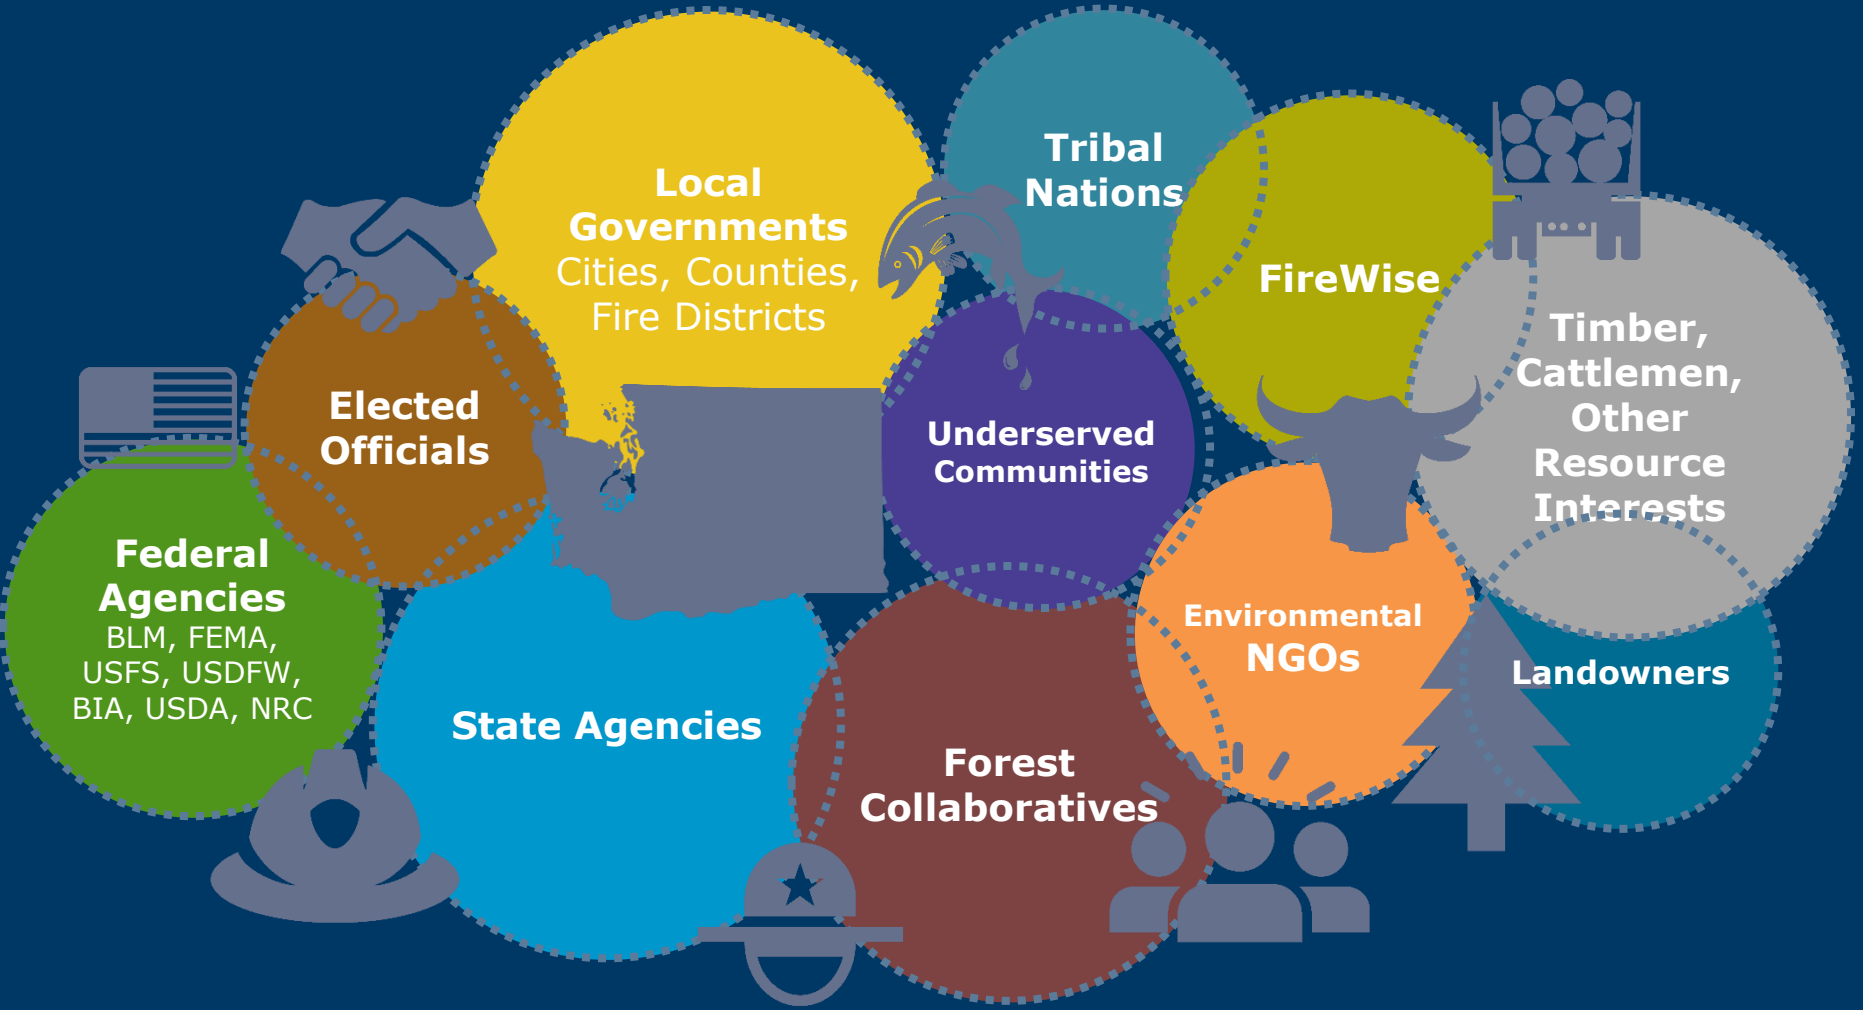 Local
Governments
Cities, Counties,
Fire Districts
Tribal
Nations
FireWise
Timber,
Cattlemen,
Other
Resource
Interests
Elected
Officials
Underserved
Communities
Federal
Agencies
BLM, FEMA,
USFS, USDFW,
BIA, USDA, NRC
State Agencies
Forest
Collaboratives
Environmental
NGOs
Landowners